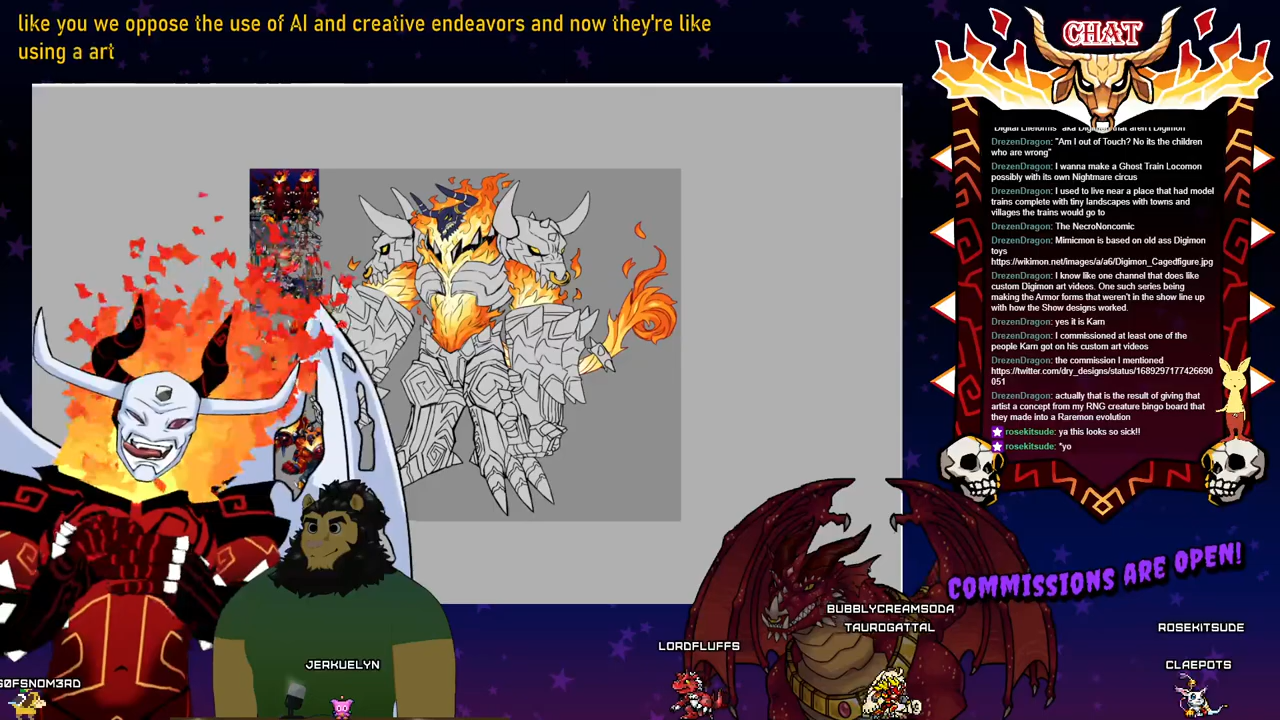 like you we oppose the use of AI and creative endeavors and now they're like
using a art
CHAT
"Digital Lifeforms" aka Digimon that aren't Digimon
DrezenDragon: "Am I out of Touch? No its the children
who are wrong"
DrezenDragon: I wanna make a Ghost Train Locomon
possibly with its own Nightmare circus
DrezenDragon: I used to live near a place that had model
trains complete with tiny landscapes with towns and
villages the trains would go to
DrezenDragon: The NecroNoncomic
DrezenDragon: Mimicmon is based on old ass Digimon
toys
https://wikimon.net/images/a/a6/Digimon_Cagedfigure.jpg
DrezenDragon: I know like one channel that does like
custom Digimon art videos. One such series being
making the Armor forms that weren't in the show line up
with how the Show designs worked.
DrezenDragon: yes it is Karn
DrezenDragon: I commissioned at least one of the
people Karn got on his custom art videos
DrezenDragon: the commission I mentioned
https://twitter.com/dry_designs/status/1689297177426690
051
DrezenDragon: actually that is the result of giving that
artist a concept from my RNG creature bingo board that
they made into a Raremon evolution
rosekitsude: ya this looks so sick!!
rosekitsude: *yo
COMMISSIONS ARE OPEN!
BUBBLYCREAMSODA
TAUROGATTAL
ROSEKITSUDE
LORDFLUFFS
JERKUELYN
CLAEPOTS